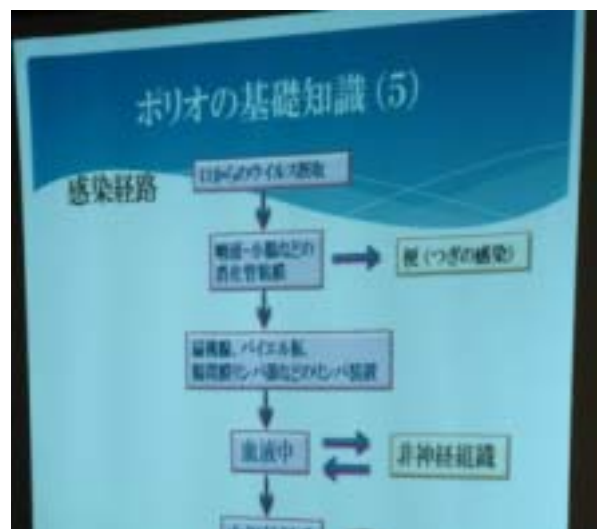 ポリオの基礎知識(5)
感染経路
口からのウイルス摂取
咽頭・小腸などの
消化管粘膜
便(つぎの感染)
扁桃腺、パイエル板、
腸間膜リンパ節などのリンパ装置
血液中
非神経組織